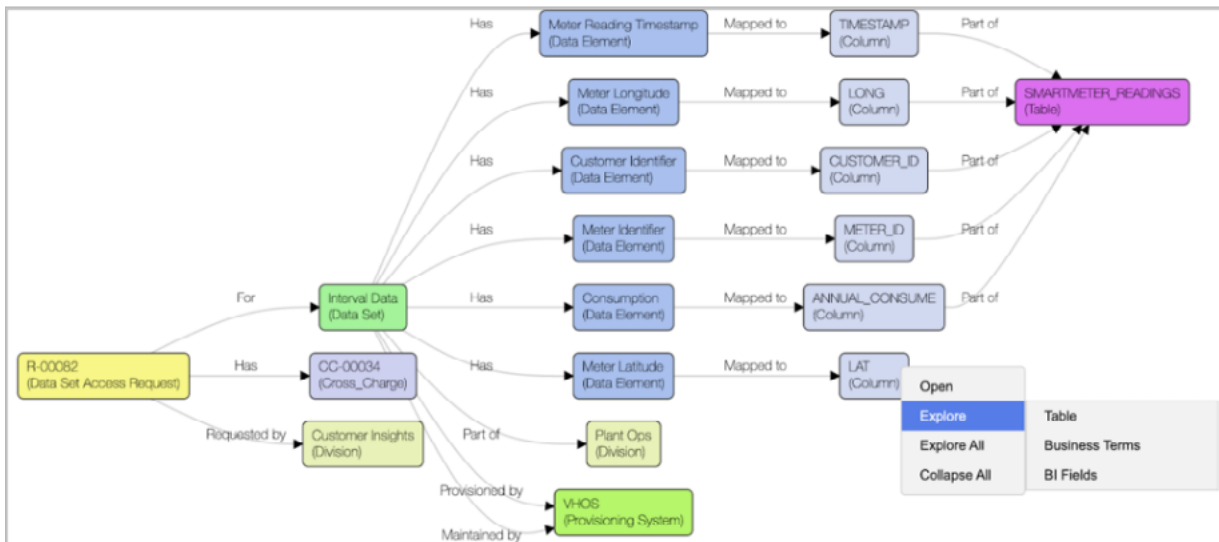 Has
Meter Reading Timestamp
(Data Element)
Mapped to
TIMESTAMP
(Column)
Part of
Has
Meter Longitude
(Data Element)
Mapped to
LONG
(Column)
Part of
SMARTMETER_READINGS
(Table)
Has
Customer Identifier
(Data Element)
Mapped to
CUSTOMER_ID
(Column)
Part of
Has
Meter Identifier
(Data Element)
Mapped to
METER_ID
(Column)
Part of
For
Interval Data
(Data Set)
Has
Consumption
(Data Element)
Mapped to
ANNUAL_CONSUME
(Column)
Part of
R-00082
(Data Set Access Request)
Has
CC-00034
(Cross_Charge)
Has
Meter Latitude
(Data Element)
Mapped to
LAT
(Column)
Open
Explore
Explore All
Collapse All
Table
Business Terms
BI Fields
Requested by
Customer Insights
(Division)
Part of
Plant Ops
(Division)
Provisioned by
VHOS
(Provisioning System)
Maintained by